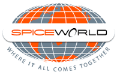 SPICEWORLD
WHERE IT ALL COMES TOGETHER